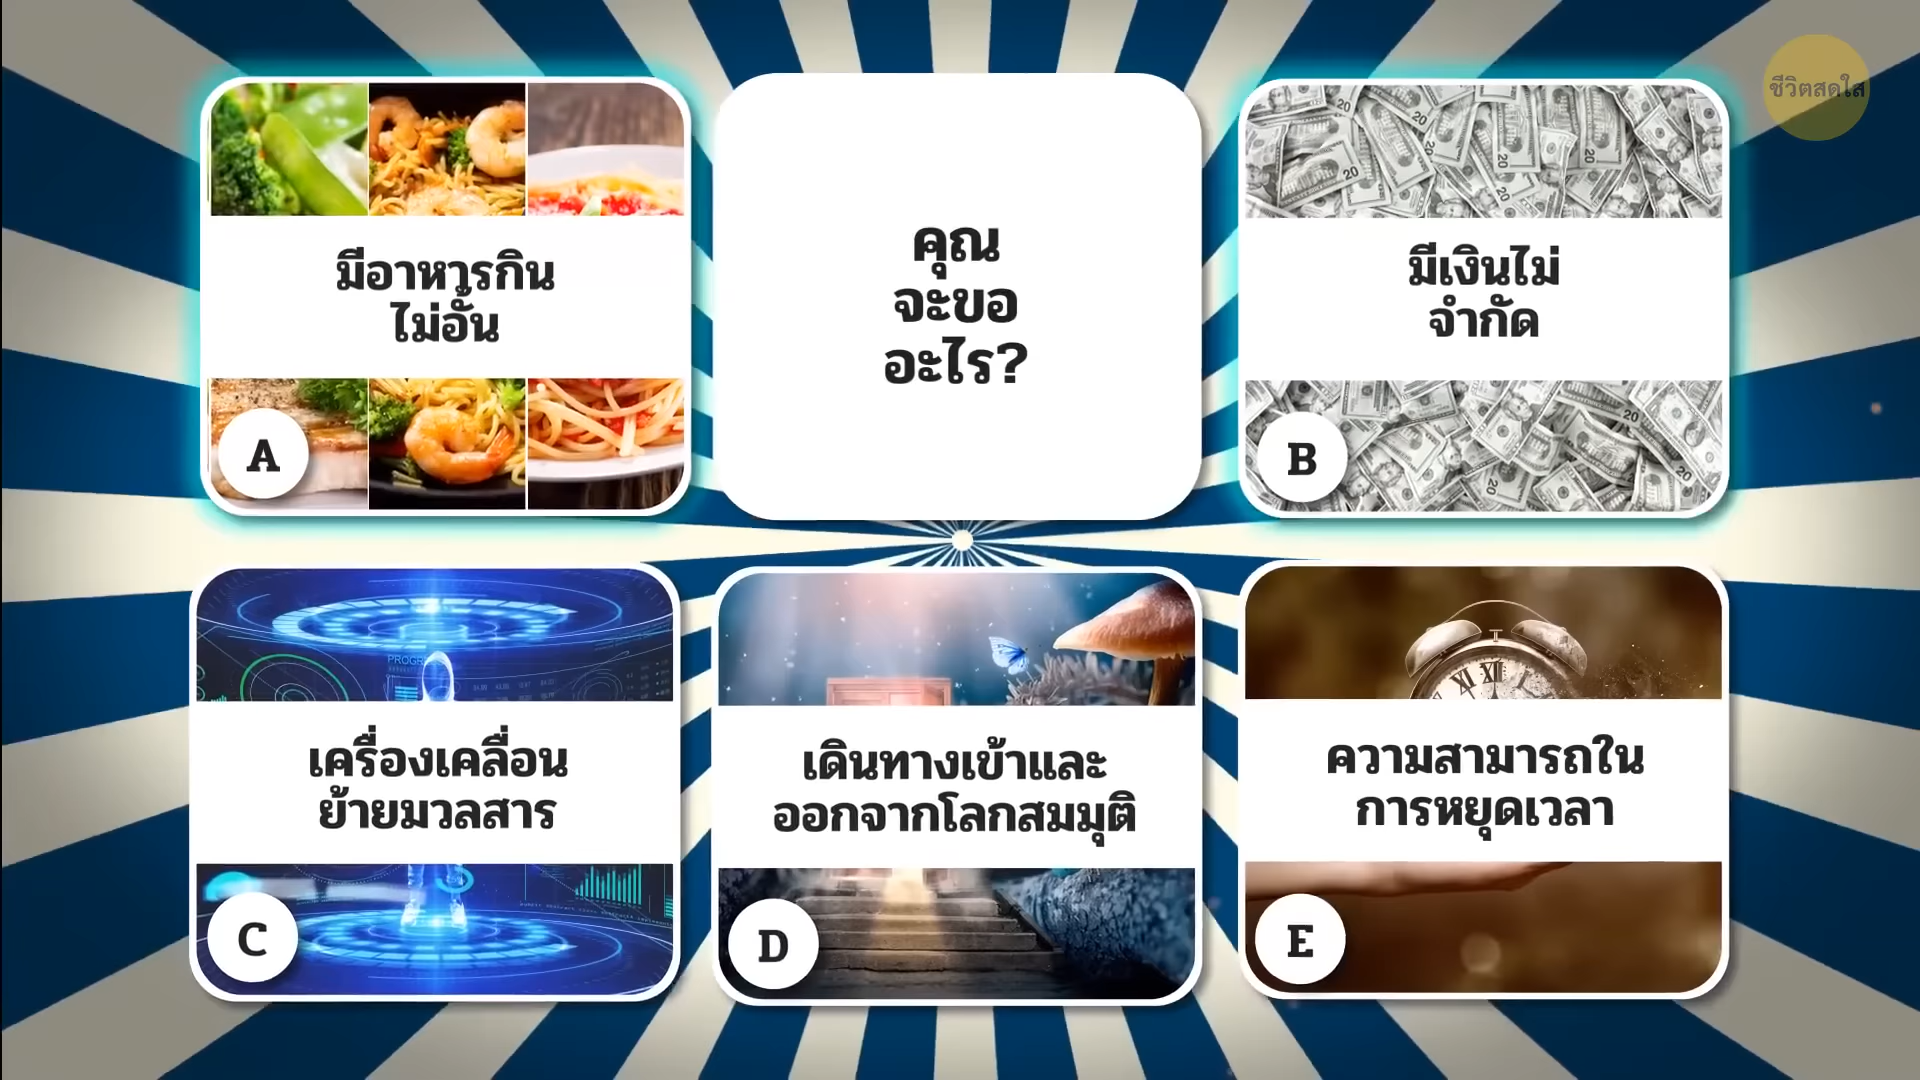 ชีวิตสดใส
มีอาหารกิน
ไม่อั้น
A
คุณ
จะขอ
อะไร?
มีเงินไม่
จำกัด
B
เครื่องเคลื่อน
ย้ายมวลสาร
C
เดินทางเข้าและ
ออกจากโลกสมมุติ
D
ความสามารถใน
การหยุดเวลา
E